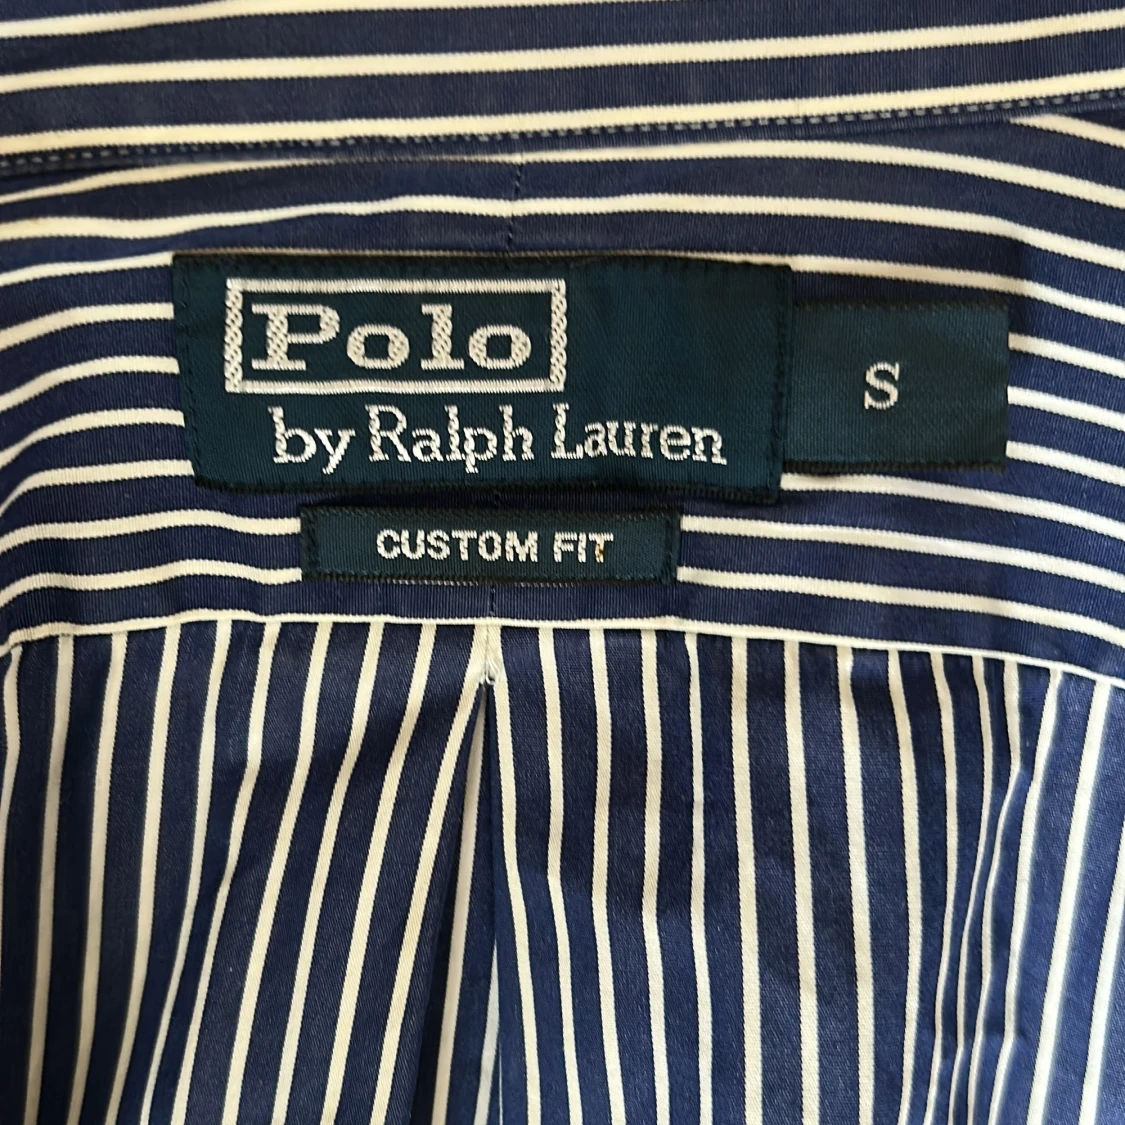 Polo
by Ralph Lauren
S
CUSTOM FIT